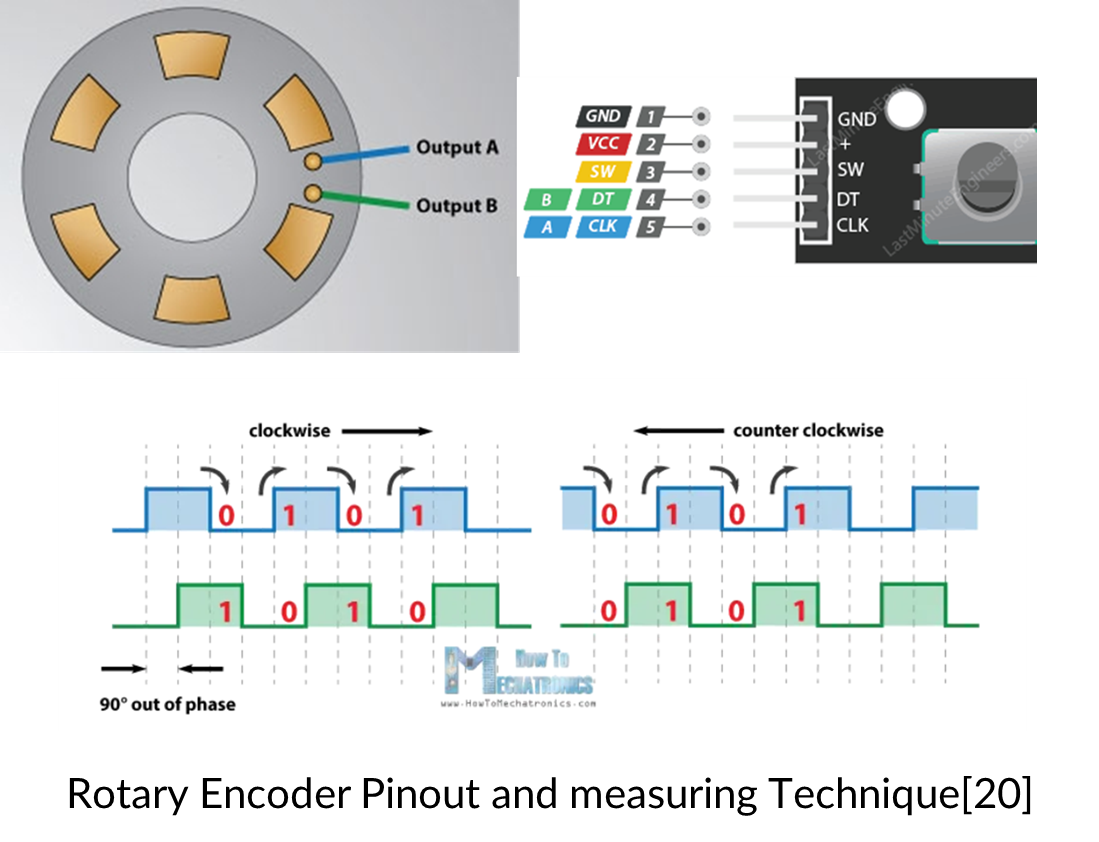 Output A
Output B
GND 1
VCC 2
SW 3
B DT 4
A CLK 5
GND
+
SW
DT
CLK
LastMinuteEngineers.com
clockwise
counter clockwise
0 1 0 1
0 1 0 1
1 0 1 0
0 1 0 1
90° out of phase
How To
MECHATRONICS
www.HowToMechatronics.com
Rotary Encoder Pinout and measuring Technique[20]